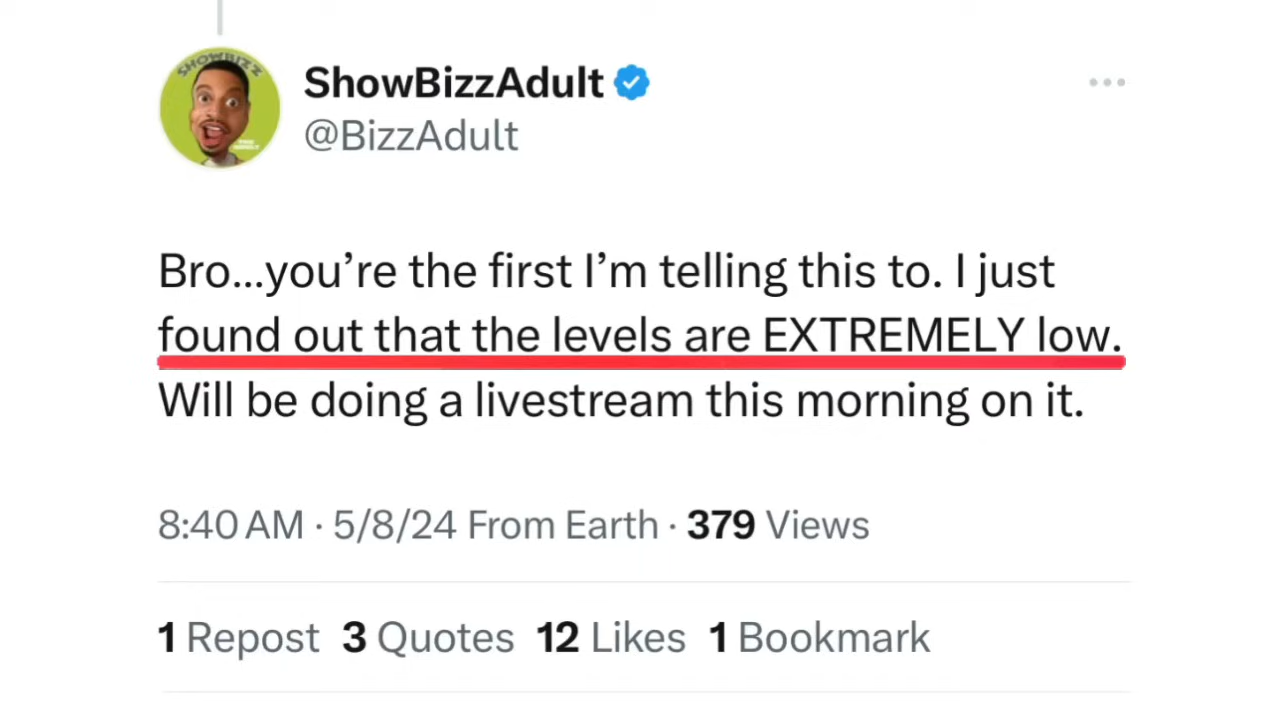 SHOWBIZZ
ShowBizzAdult
@BizzAdult
Bro...you’re the first I’m telling this to. I just
found out that the levels are EXTREMELY low.
Will be doing a livestream this morning on it.
8:40 AM · 5/8/24 From Earth · 379 Views
1 Repost 3 Quotes 12 Likes 1 Bookmark